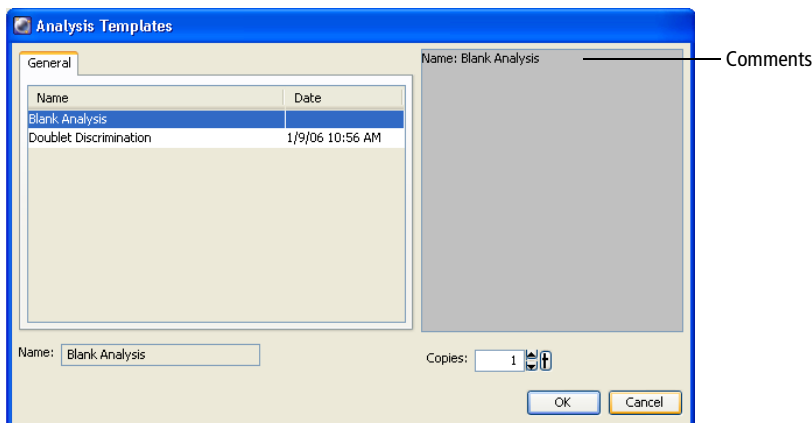 Analysis Templates
General
Name: Blank Analysis
Comments
Name Date
Blank Analysis
Doublet Discrimination 1/9/06 10:56 AM
Name: Blank Analysis
Copies: 1
OK Cancel